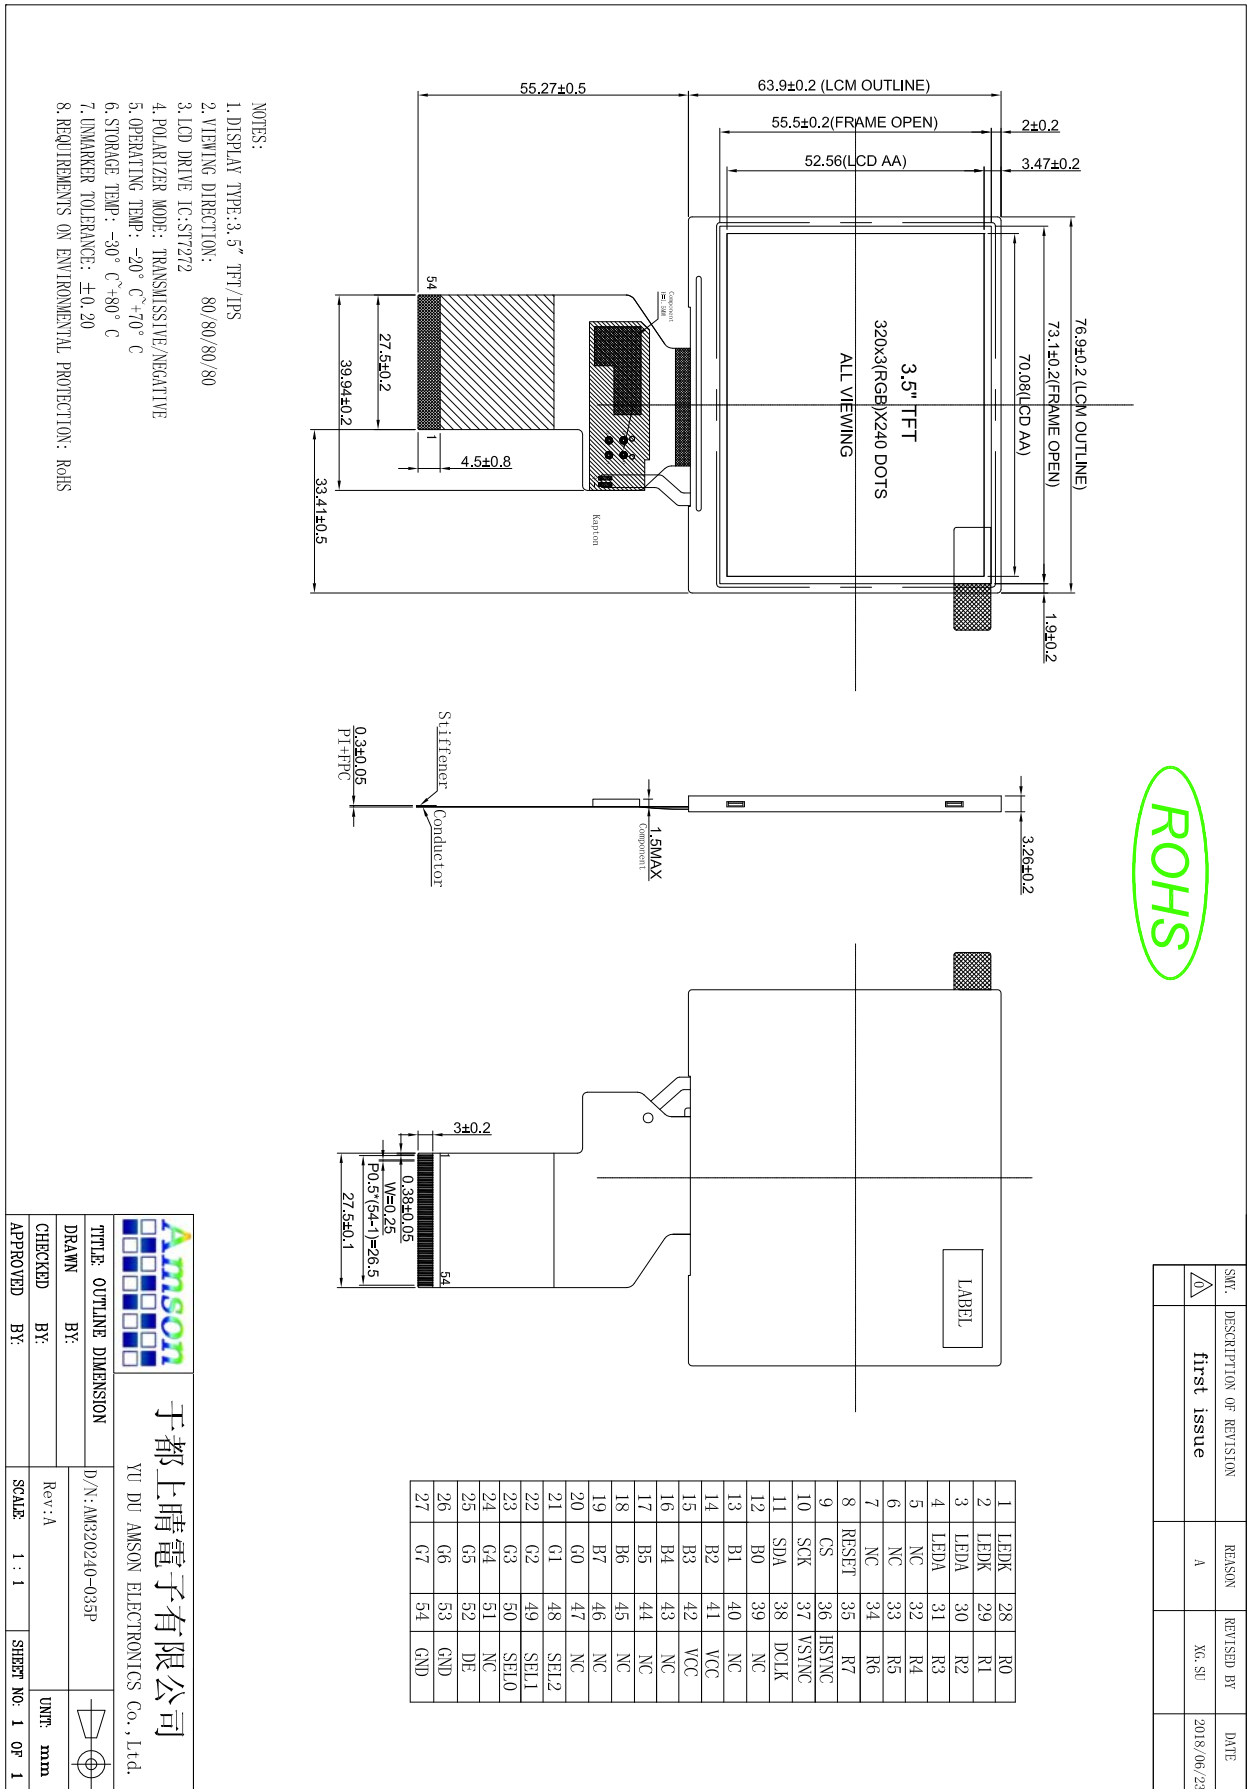 SMY. DESCRIPTION OF REVISION REASON REVISED BY DATE
0 first issue A XG.SU 2018/06/23
ROHS
63.9±0.2 (LCM OUTLINE)
55.27±0.5
55.5±0.2(FRAME OPEN)
2±0.2
52.56(LCD AA)
3.47±0.2
76.9±0.2 (LCM OUTLINE)
73.1±0.2(FRAME OPEN)
70.08(LCD AA)
1.9±0.2
3.5" TFT
320x3(RGB)X240 DOTS
ALL VIEWING
Component
Kapton
54
1
4.5±0.8
27.5±0.2
39.94±0.2
33.41±0.5
3.26±0.2
1.5MAX
Component
Stiffener
Conductor
0.3±0.05
PI+FPC
LABEL
3±0.2
1
54
0.38±0.05
W=0.25
P0.5*(54-1)=26.5
27.5±0.1
1 LEDK 28 R0
2 LEDK 29 R1
3 LEDA 30 R2
4 LEDA 31 R3
5 NC 32 R4
6 NC 33 R5
7 NC 34 R6
8 RESET 35 R7
9 CS 36 HSYNC
10 SCK 37 VSYNC
11 SDA 38 DCLK
12 B0 39 NC
13 B1 40 NC
14 B2 41 VCC
15 B3 42 VCC
16 B4 43 NC
17 B5 44 NC
18 B6 45 NC
19 B7 46 NC
20 G0 47 NC
21 G1 48 SEL2
22 G2 49 SEL1
23 G3 50 SEL0
24 G4 51 NC
25 G5 52 DE
26 G6 53 GND
27 G7 54 GND
NOTES:
1.DISPLAY TYPE:3.5" TFT/IPS
2.VIEWING DIRECTION: 80/80/80/80
3.LCD DRIVE IC:ST7272
4.POLARIZER MODE: TRANSMISSIVE/NEGATIVE
5.OPERATING TEMP: -20° C~+70° C
6.STORAGE TEMP: -30° C~+80° C
7.UNMARKER TOLERANCE: ±0.20
8.REQUIREMENTS ON ENVIRONMENTAL PROTECTION: RoHS
Amson
于都上晴電子有限公司
YU DU AMSON ELECTRONICS Co.,Ltd.
TITLE: OUTLINE DIMENSION
D/N:AM320240-035P
DRAWN BY:
CHECKED BY:
Rev:A
UNIT: mm
APPROVED BY:
SCALE: 1 : 1
SHEET NO: 1 OF 1